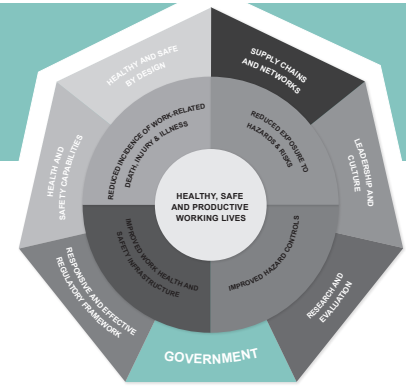 HEALTHY AND SAFE
BY DESIGN
SUPPLY CHAINS
AND NETWORKS
LEADERSHIP AND
CULTURE
RESEARCH AND
EVALUATION
GOVERNMENT
RESPONSIVE AND EFFECTIVE
REGULATORY FRAMEWORK
HEALTH AND
SAFETY CAPABILITIES
REDUCED INCIDENCE OF WORK-RELATED
DEATH, INJURY & ILLNESS
REDUCED EXPOSURE TO
HAZARDS & RISKS
IMPROVED HAZARD CONTROLS
IMPROVED WORK HEALTH AND
SAFETY INFRASTRUCTURE
HEALTHY, SAFE
AND PRODUCTIVE
WORKING LIVES